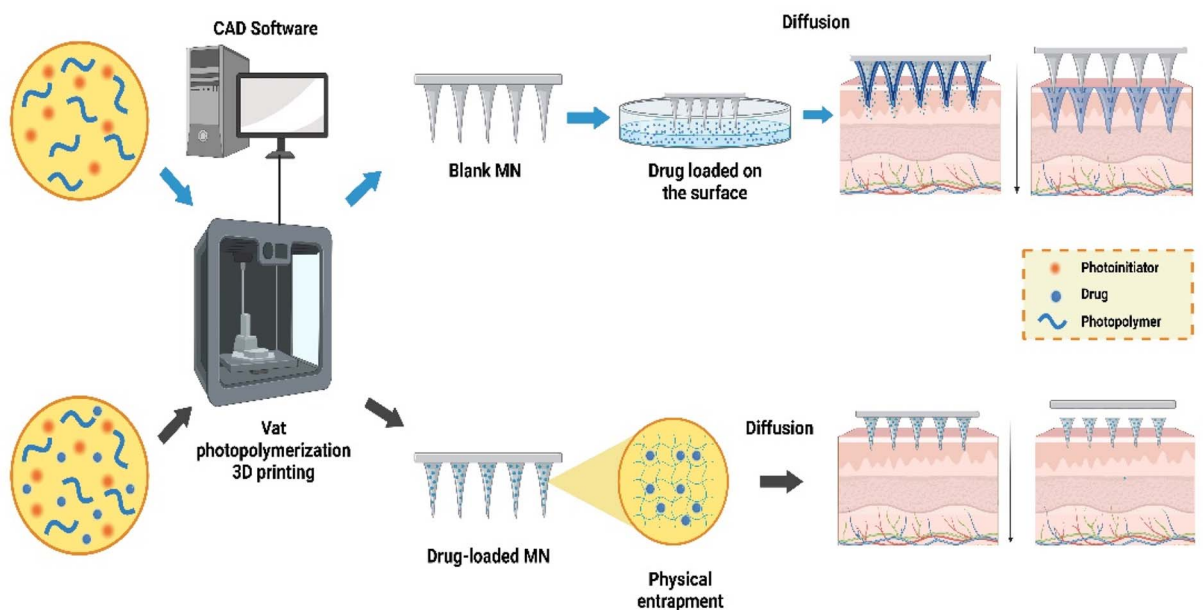 CAD Software
Diffusion
Blank MN
Drug loaded on
the surface
Photoinitiator
Drug
Photopolymer
Vat
photopolymerization
3D printing
Diffusion
Drug-loaded MN
Physical
entrapment